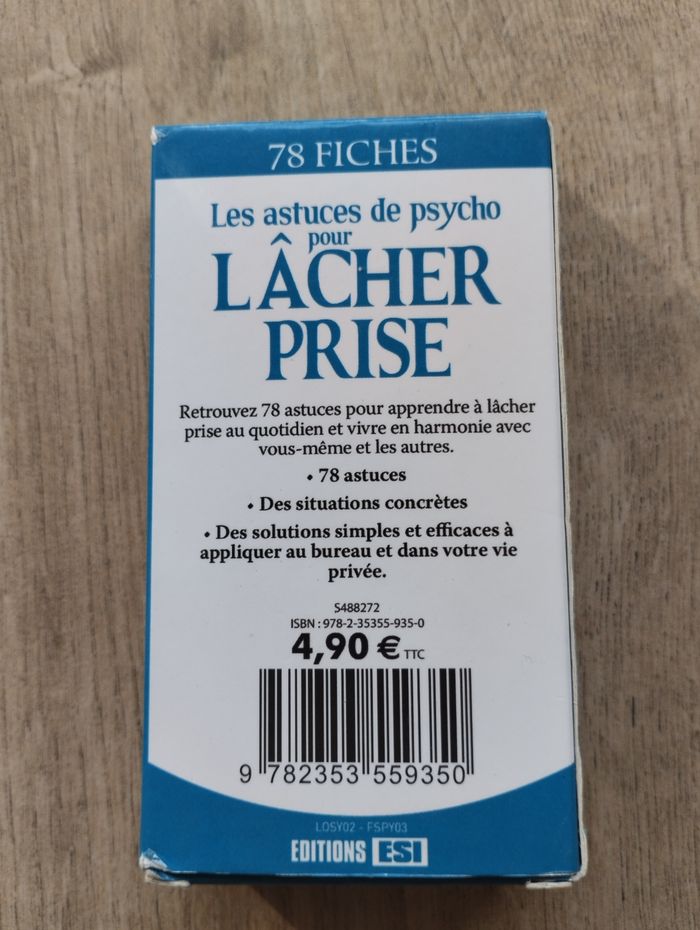 78 FICHES
Les astuces de psycho
pour
LÂCHER
PRISE
Retrouvez 78 astuces pour apprendre à lâcher
prise au quotidien et vivre en harmonie avec
vous-même et les autres.
• 78 astuces
• Des situations concrètes
• Des solutions simples et efficaces à
appliquer au bureau et dans votre vie
privée.
S488272
ISBN : 978-2-35355-935-0
4,90 € TTC
9 782353 559350
LOSY02 - FSPY03
EDITIONS ESI